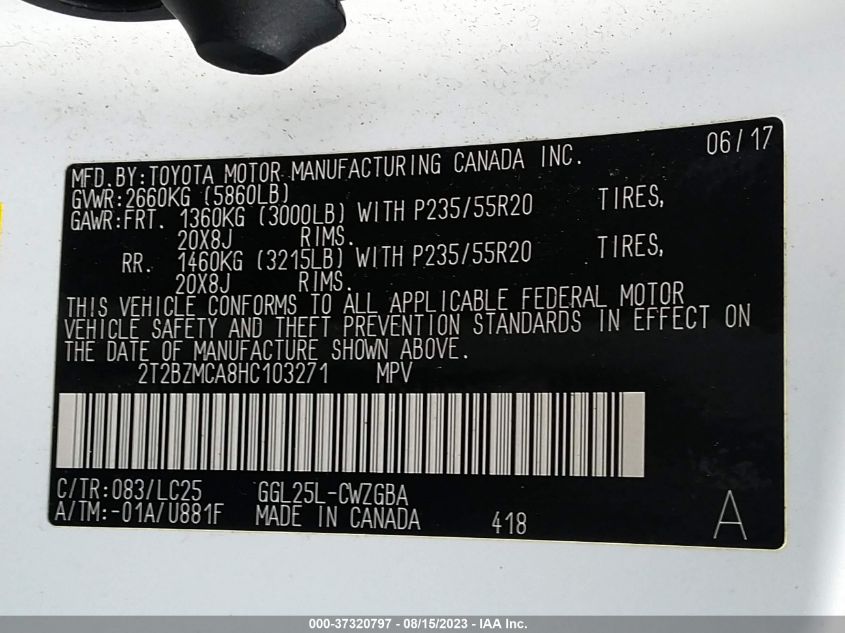 06/17
MFD.BY:TOYOTA MOTOR MANUFACTURING CANADA INC.
GVWR:2660KG (5860LB)
GAWR:FRT. 1360KG (3000LB) WITH P235/55R20 TIRES,
20X8J RIMS.
RR. 1460KG (3215LB) WITH P235/55R20 TIRES,
20X8J RIMS.
THIS VEHICLE CONFORMS TO ALL APPLICABLE FEDERAL MOTOR
VEHICLE SAFETY AND THEFT PREVENTION STANDARDS IN EFFECT ON
THE DATE OF MANUFACTURE SHOWN ABOVE.
2T2BZMCA8HC103271 MPV
C/TR:083/LC25 GGL25L-CWZGBA
A/TM:-01A/U881F MADE IN CANADA 418 A
000-37320797 - 08/15/2023 - IAA Inc.